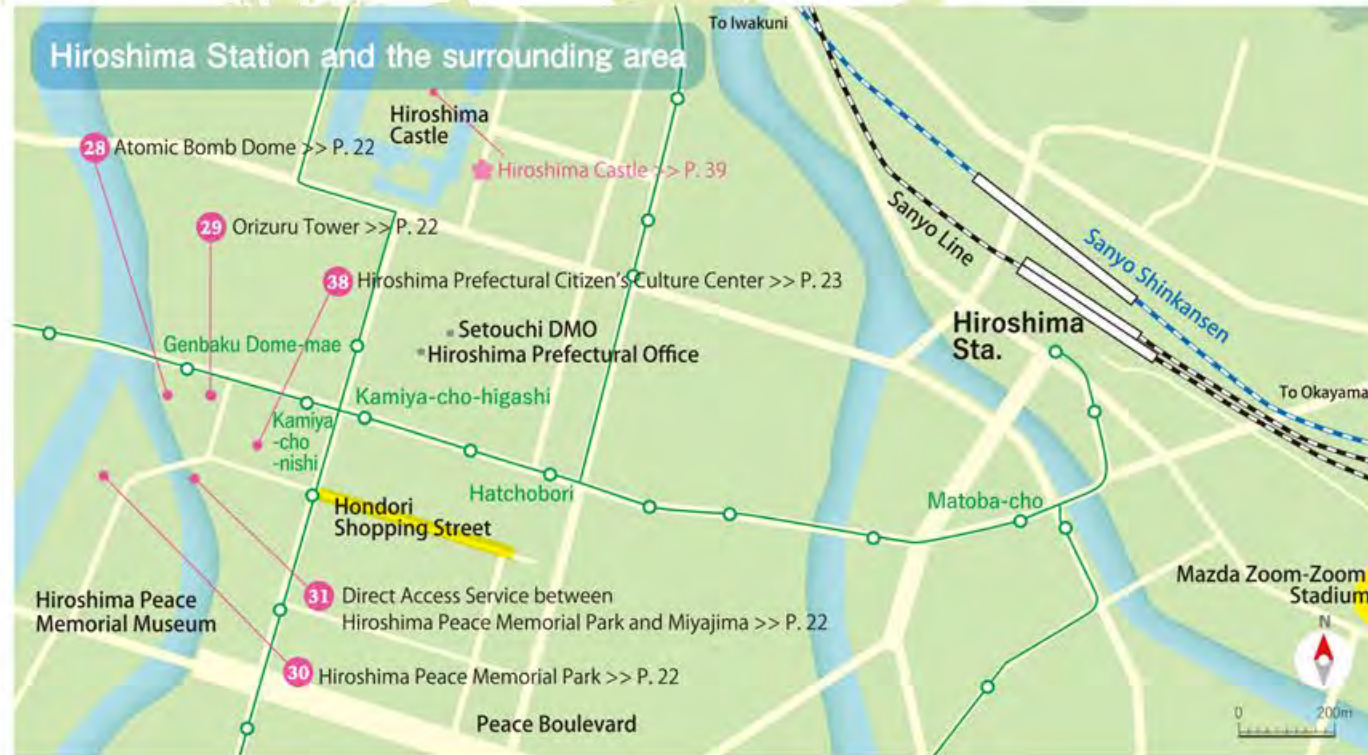 Hiroshima Station and the surrounding area
To Iwakuni
Hiroshima
Castle
28 Atomic Bomb Dome >> P. 22
Hiroshima Castle >> P. 39
29 Orizuru Tower >> P. 22
Sanyo Line
Sanyo Shinkansen
38 Hiroshima Prefectural Citizen's Culture Center >> P. 23
Setouchi DMO
Hiroshima Prefectural Office
Hiroshima
Sta.
Genbaku Dome-mae
To Okayama
Kamiya-cho-higashi
Kamiya
-cho
-nishi
Hatchobori
Matoba-cho
Hondori
Shopping Street
Mazda Zoom-Zoom
Stadium
31 Direct Access Service between
Hiroshima Peace Memorial Park and Miyajima >> P. 22
Hiroshima Peace
Memorial Museum
N
30 Hiroshima Peace Memorial Park >> P. 22
Peace Boulevard
0 200m